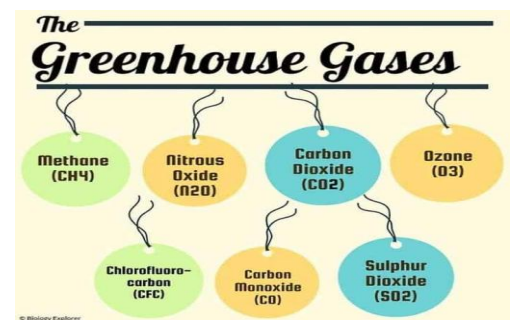 The
Greenhouse Gases
Methane
(CH4)
Nitrous
Oxide
(N2O)
Carbon
Dioxide
(CO2)
Ozone
(O3)
Chlorofluoro-
carbon
(CFC)
Carbon
Monoxide
(CO)
Sulphur
Dioxide
(SO2)
© Biology Explorer